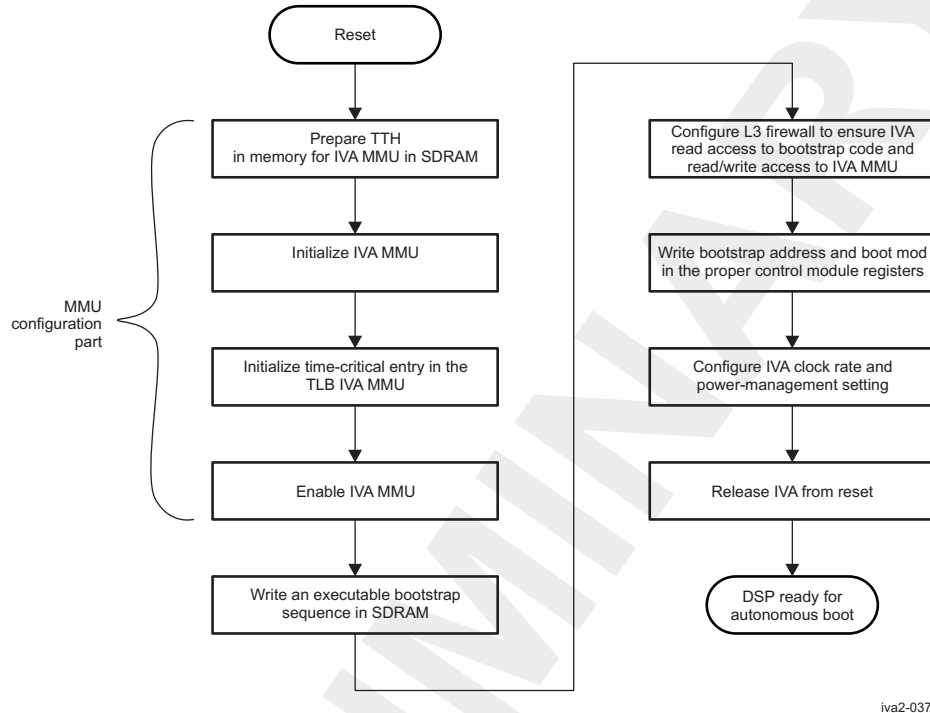 Reset
Prepare TTH
in memory for IVA MMU in SDRAM
Initialize IVA MMU
MMU
configuration
part
Initialize time-critical entry in the
TLB IVA MMU
Enable IVA MMU
Write an executable bootstrap
sequence in SDRAM
Configure L3 firewall to ensure IVA
read access to bootstrap code and
read/write access to IVA MMU
Write bootstrap address and boot mod
in the proper control module registers
Configure IVA clock rate and
power-management setting
Release IVA from reset
DSP ready for
autonomous boot
iva2-037